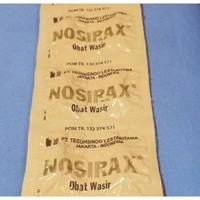 POM TR. 132 374 571
NOSIRAX®
Obat Wasir
PT. TEGUHSINDO LESTARITAMA
JAKARTA - INDONESIA
POM TR. 132 374 571
NOSIRAX®
Obat Wasir
PT. TEGUHSINDO LESTARITAMA
JAKARTA - INDONESIA
POM TR. 132 374 571
NOSIRAX®
Obat Wasir